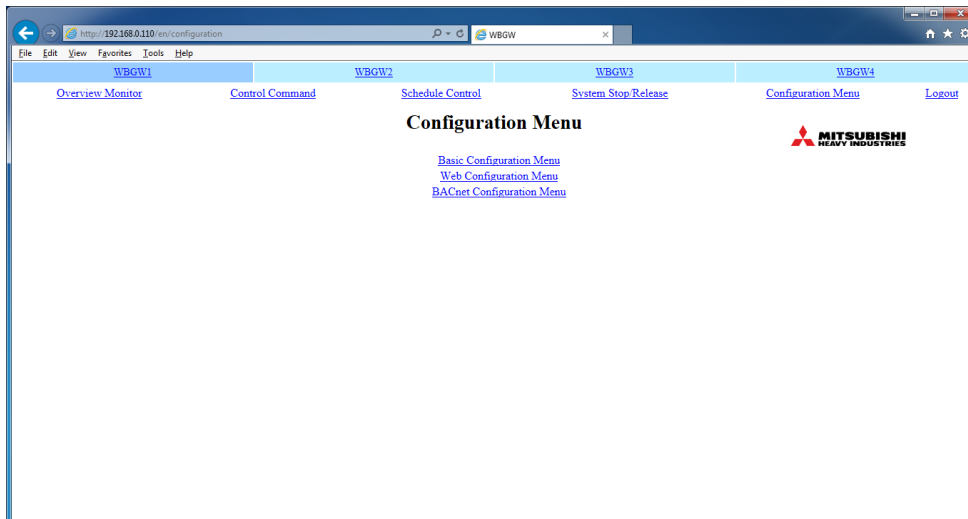 http://192.168.0.110/en/configuration
WBGW
File Edit View Favorites Tools Help
WBGW1 WBGW2 WBGW3 WBGW4
Overview Monitor Control Command Schedule Control System Stop/Release Configuration Menu Logout
Configuration Menu
MITSUBISHI
HEAVY INDUSTRIES
Basic Configuration Menu
Web Configuration Menu
BACnet Configuration Menu